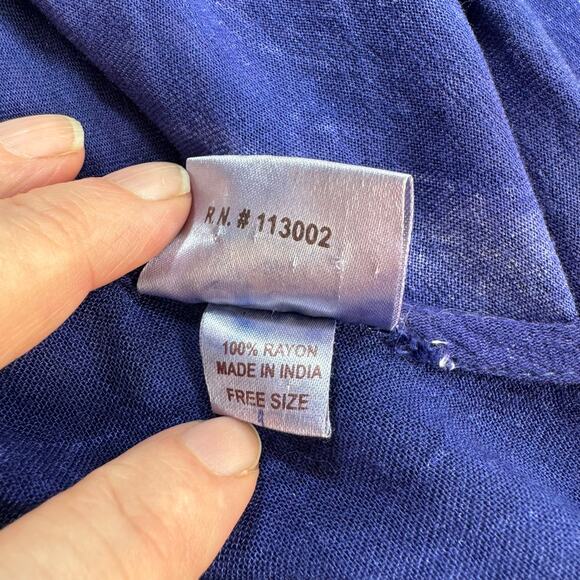 R.N. # 113002
100% RAYON
MADE IN INDIA
FREE SIZE